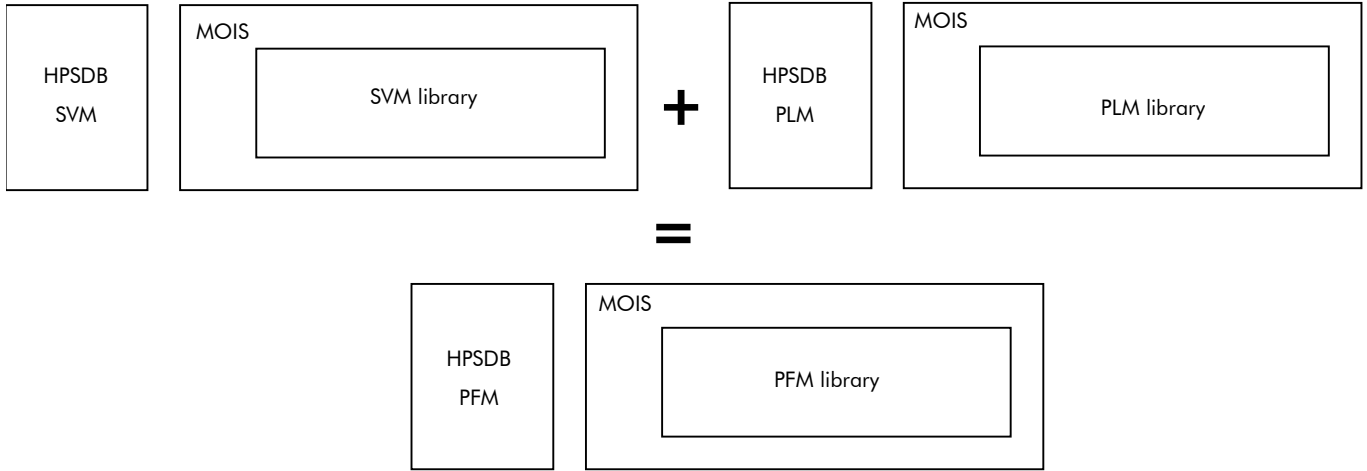 HPSDB
SVM
MOIS
SVM library
+
HPSDB
PLM
MOIS
PLM library
=
HPSDB
PFM
MOIS
PFM library